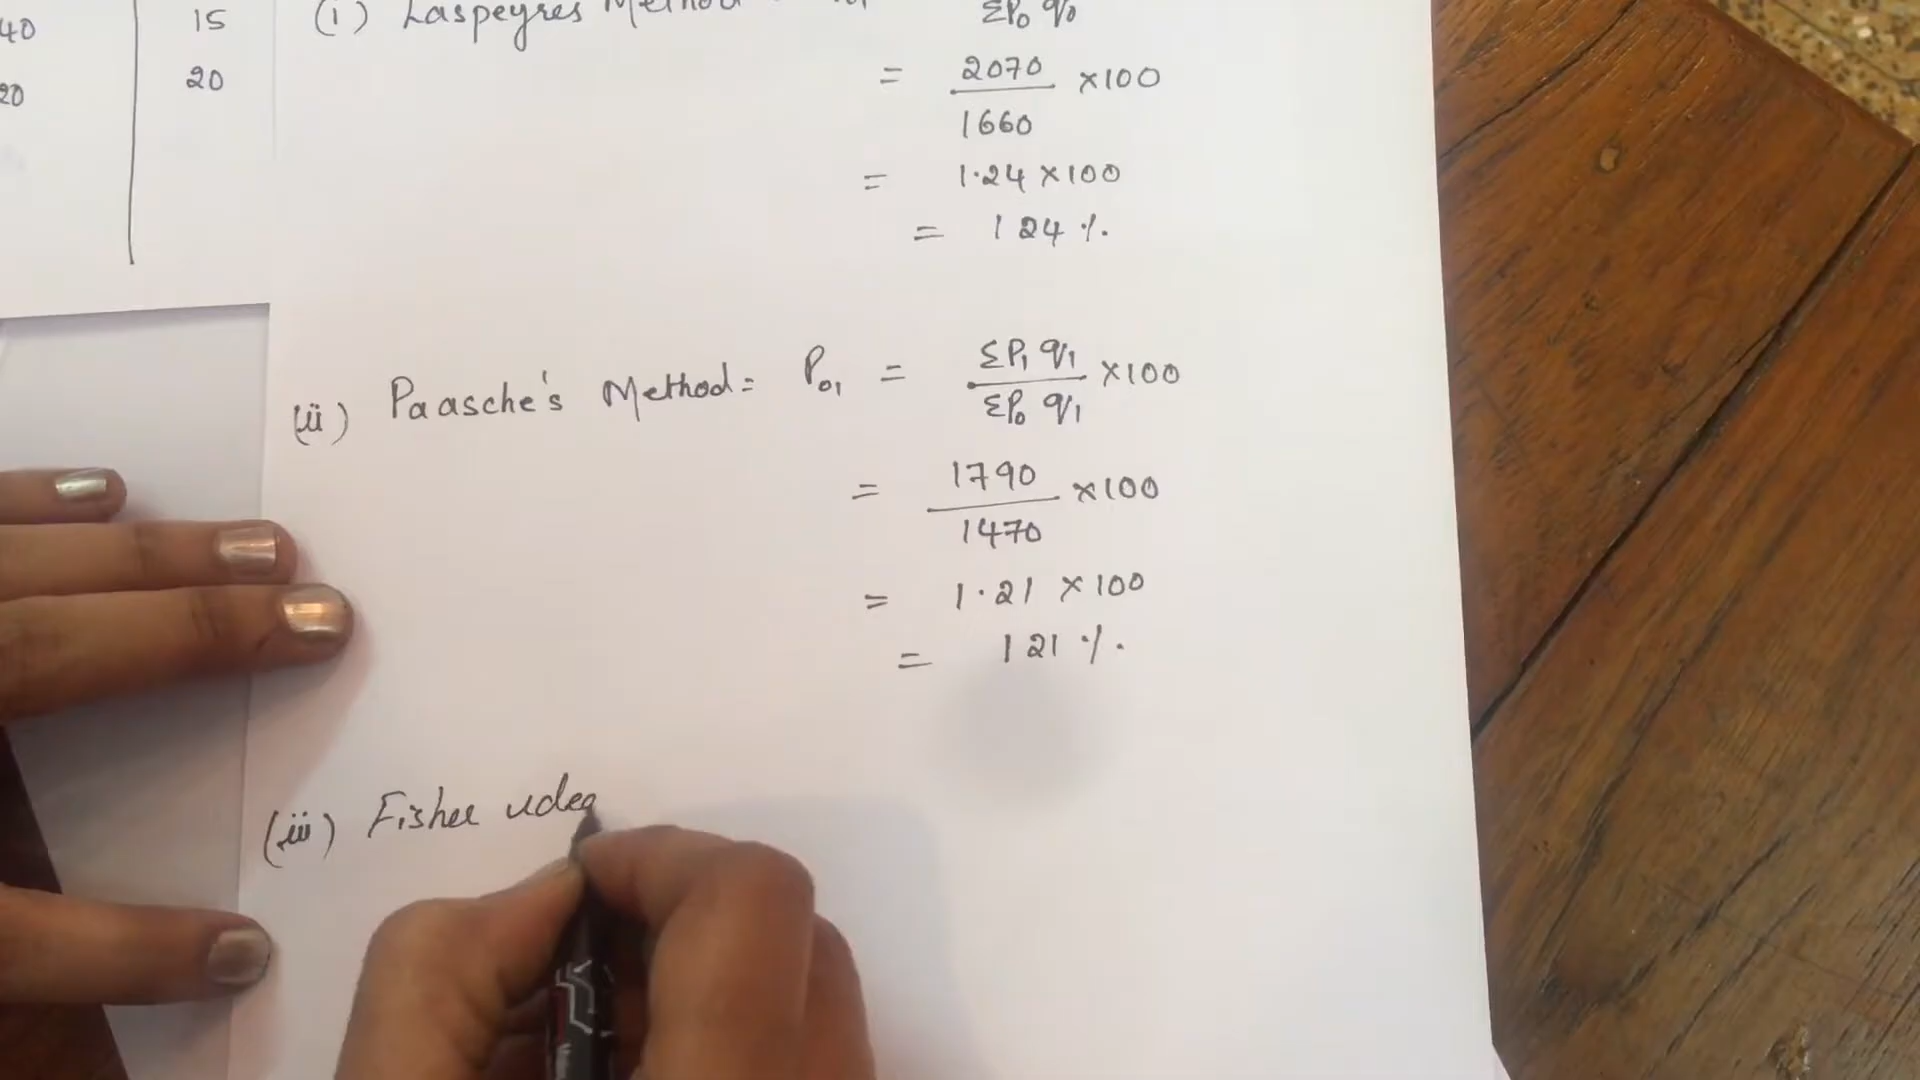 40 15
20 20
(i) Laspeyres Method
ΣP₀ q₀
= 2070
— ×100
1660
= 1.24 ×100
= 124 %.
(ii) Paasche's Method = P₀₁ = ΣP₁ q₁
— ×100
ΣP₀ q₁
= 1790
— ×100
1470
= 1.21 ×100
= 121 %.
(iii) Fisher idea